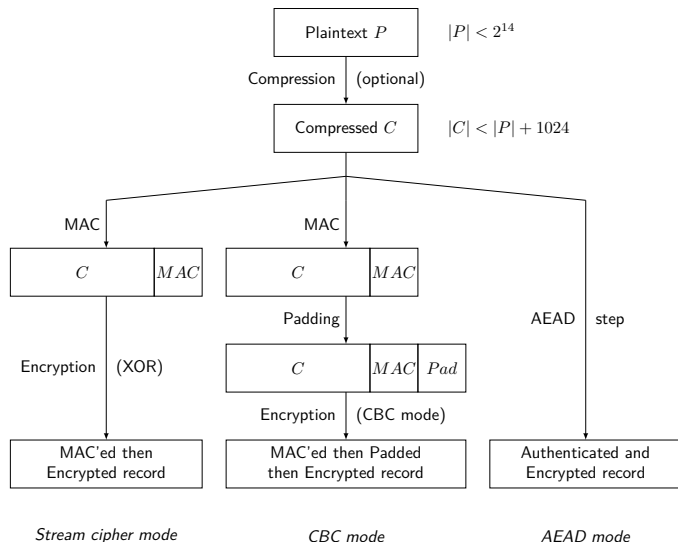 Plaintext P
|P| < 2^14
Compression (optional)
Compressed C
|C| < |P| + 1024
MAC
MAC
C MAC
C MAC
Padding
AEAD step
C MAC Pad
Encryption (XOR)
Encryption (CBC mode)
MAC'ed then
Encrypted record
MAC'ed then Padded
then Encrypted record
Authenticated and
Encrypted record
Stream cipher mode
CBC mode
AEAD mode